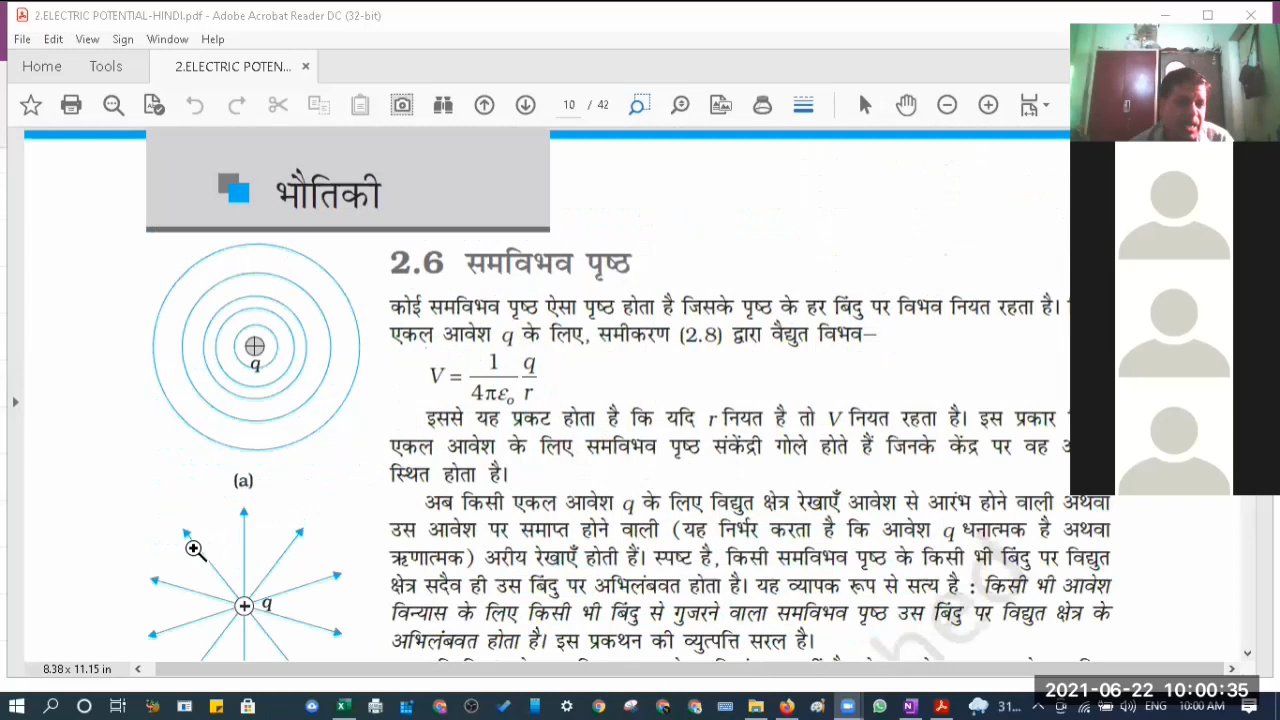 2.ELECTRIC POTENTIAL-HINDI.pdf - Adobe Acrobat Reader DC (32-bit)
File Edit View Sign Window Help
Home Tools 2.ELECTRIC POTEN... ×
10 / 42
भौतिकी
2.6 समविभव पृष्ठ
कोई समविभव पृष्ठ ऐसा पृष्ठ होता है जिसके पृष्ठ के हर बिंदु पर विभव नियत रहता है।
एकल आवेश q के लिए, समीकरण (2.8) द्वारा वैद्युत विभव–
V = 1/4πεo q/r
q
इससे यह प्रकट होता है कि यदि r नियत है तो V नियत रहता है। इस प्रकार
एकल आवेश के लिए समविभव पृष्ठ संकेंद्री गोले होते हैं जिनके केंद्र पर वह
स्थित होता है।
(a)
अब किसी एकल आवेश q के लिए विद्युत क्षेत्र रेखाएँ आवेश से आरंभ होने वाली अथवा
उस आवेश पर समाप्त होने वाली (यह निर्भर करता है कि आवेश q धनात्मक है अथवा
ऋणात्मक) अरीय रेखाएँ होती हैं। स्पष्ट है, किसी समविभव पृष्ठ के किसी भी बिंदु पर विद्युत
क्षेत्र सदैव ही उस बिंदु पर अभिलंबवत होता है। यह व्यापक रूप से सत्य है : किसी भी आवेश
विन्यास के लिए किसी भी बिंदु से गुजरने वाला समविभव पृष्ठ उस बिंदु पर विद्युत क्षेत्र के
अभिलंबवत होता है। इस प्रकथन की व्युत्पत्ति सरल है।
q
8.38 x 11.15 in
2021-06-22 10:00:35
31... ENG 10:00 AM